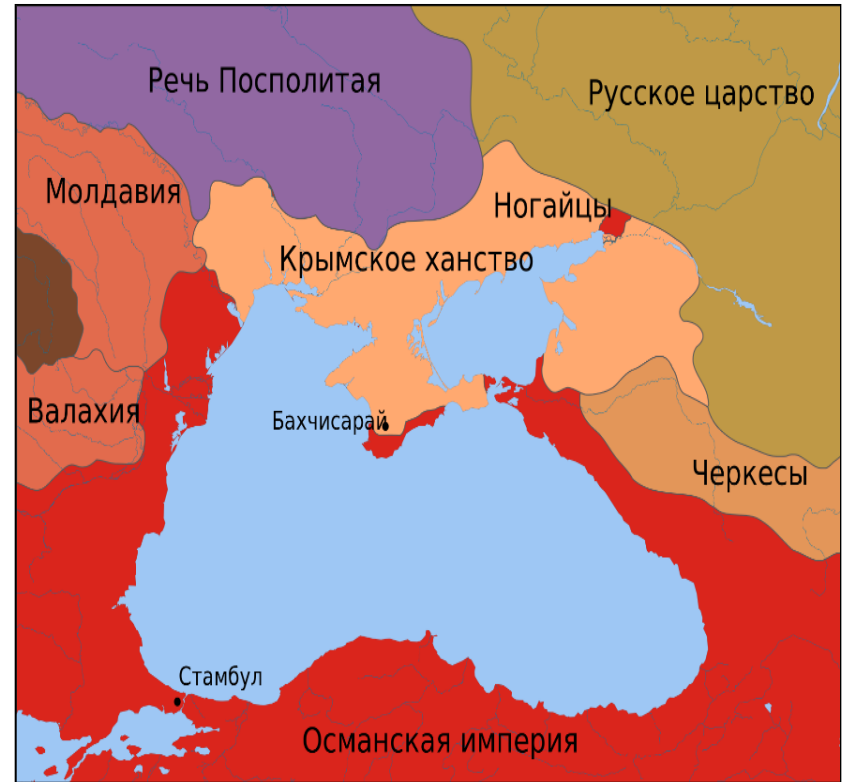 Речь Посполитая
Русское царство
Молдавия
Ногайцы
Крымское ханство
Валахия
Бахчисарай
Черкесы
Стамбул
Османская империя